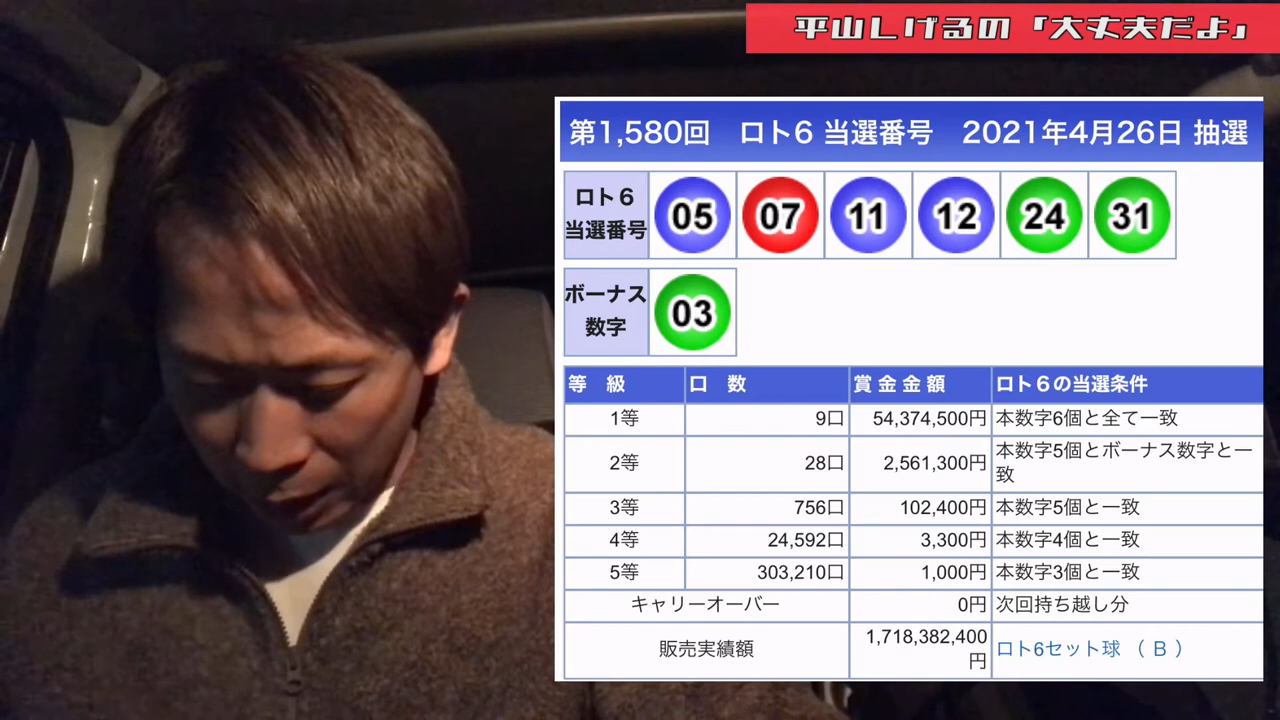 平山しげるの「大丈夫だよ」
第1,580回 ロト6 当選番号 2021年4月26日 抽選
ロト6
当選番号
05 07 11 12 24 31
ボーナス
数字
03
等 級 口 数 賞 金 金 額 ロト6の当選条件
1等 9口 54,374,500円 本数字6個と全て一致
2等 28口 2,561,300円 本数字5個とボーナス数字と一
致
3等 756口 102,400円 本数字5個と一致
4等 24,592口 3,300円 本数字4個と一致
5等 303,210口 1,000円 本数字3個と一致
キャリーオーバー 0円 次回持ち越し分
販売実績額 1,718,382,400
円 ロト6セット球 ( B )